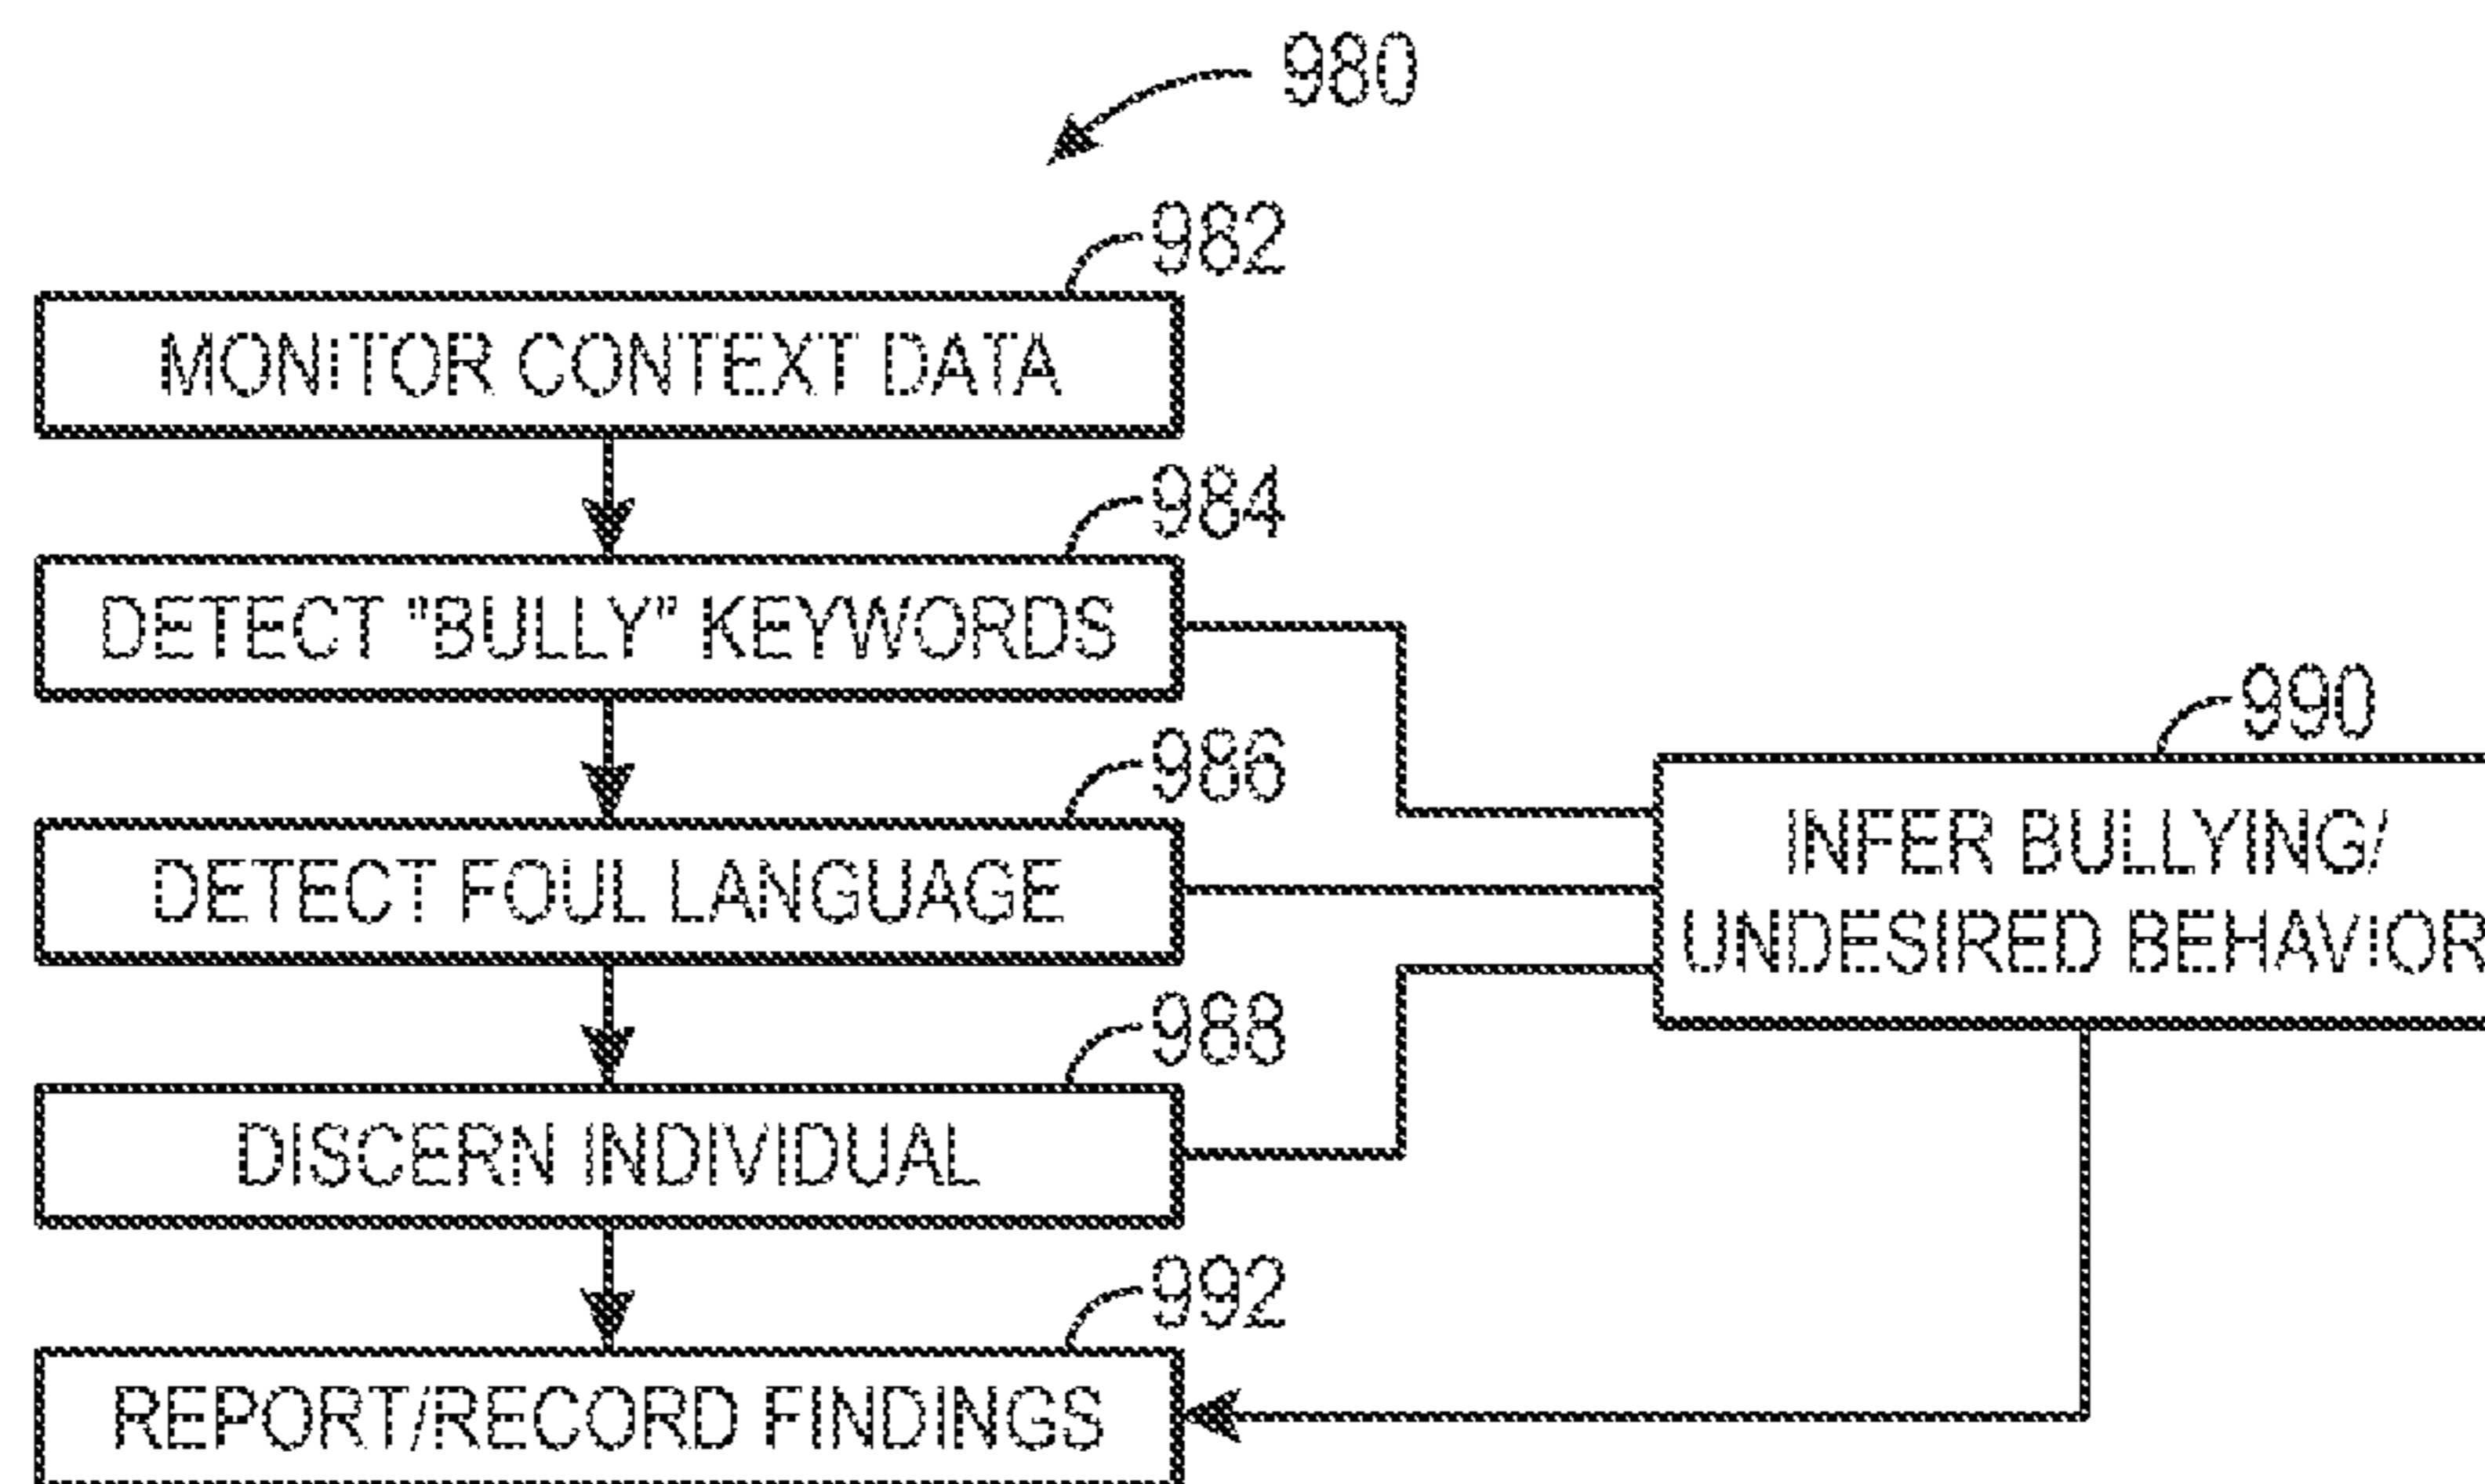 980
982
MONITOR CONTEXT DATA
984
DETECT "BULLY" KEYWORDS
986
DETECT FOUL LANGUAGE
990
INFER BULLYING/
UNDESIRED BEHAVIOR
988
DISCERN INDIVIDUAL
992
REPORT/RECORD FINDINGS